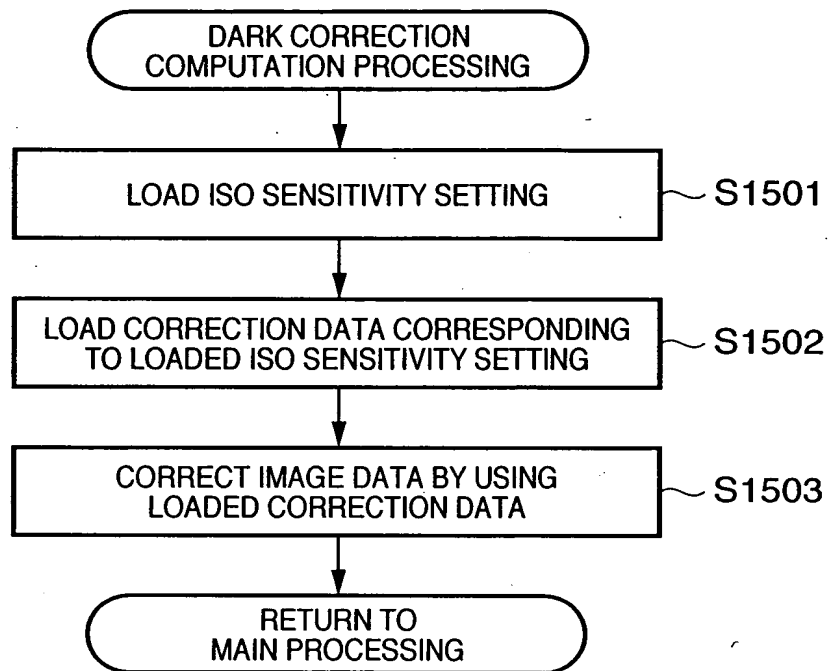 DARK CORRECTION
COMPUTATION PROCESSING
LOAD ISO SENSITIVITY SETTING
S1501
LOAD CORRECTION DATA CORRESPONDING
TO LOADED ISO SENSITIVITY SETTING
S1502
CORRECT IMAGE DATA BY USING
LOADED CORRECTION DATA
S1503
RETURN TO
MAIN PROCESSING